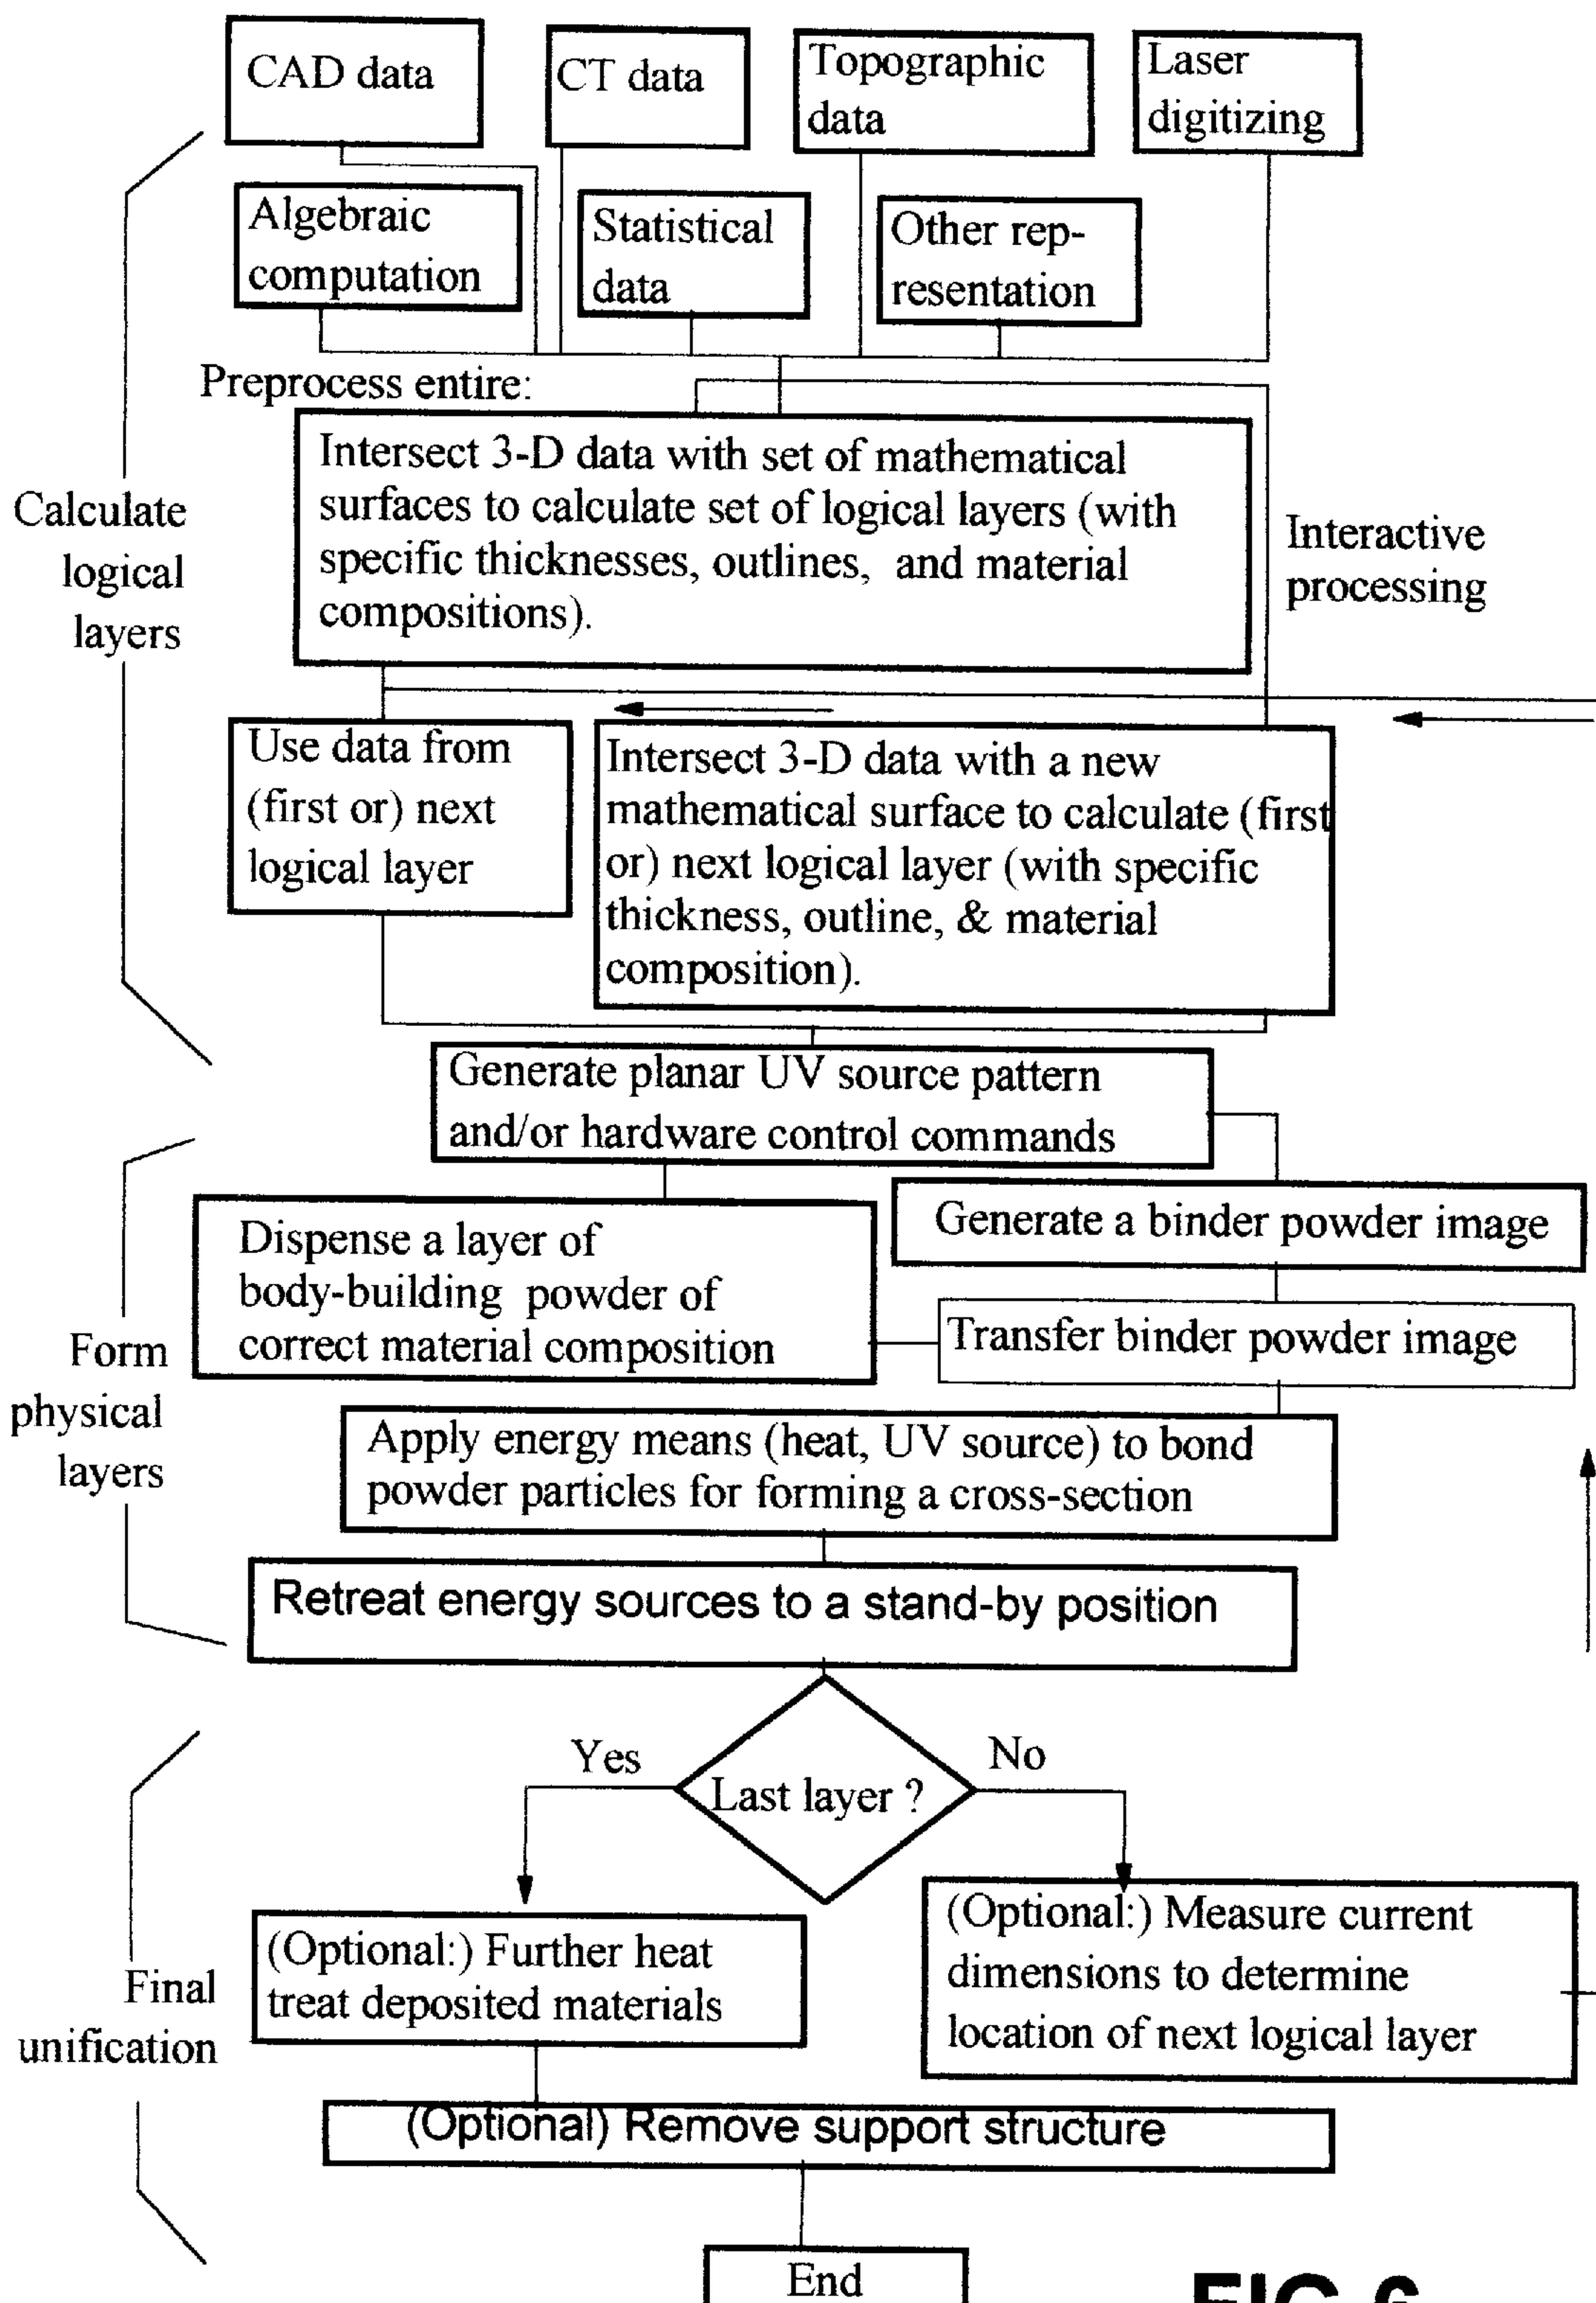 CAD data
CT data
Topographic
data
Laser
digitizing
Algebraic
computation
Statistical
data
Other rep-
resentation
Preprocess entire:
Intersect 3-D data with set of mathematical
surfaces to calculate set of logical layers (with
specific thicknesses, outlines, and material
compositions).
Interactive
processing
Calculate
logical
layers
Use data from
(first or) next
logical layer
Intersect 3-D data with a new
mathematical surface to calculate (first
or) next logical layer (with specific
thickness, outline, & material
composition).
Generate planar UV source pattern
and/or hardware control commands
Dispense a layer of
body-building powder of
correct material composition
Generate a binder powder image
Transfer binder powder image
Form
physical
layers
Apply energy means (heat, UV source) to bond
powder particles for forming a cross-section
Retreat energy sources to a stand-by position
Yes
No
Last layer ?
(Optional:) Further heat
treat deposited materials
(Optional:) Measure current
dimensions to determine
location of next logical layer
Final
unification
(Optional) Remove support structure
End
FIG.6